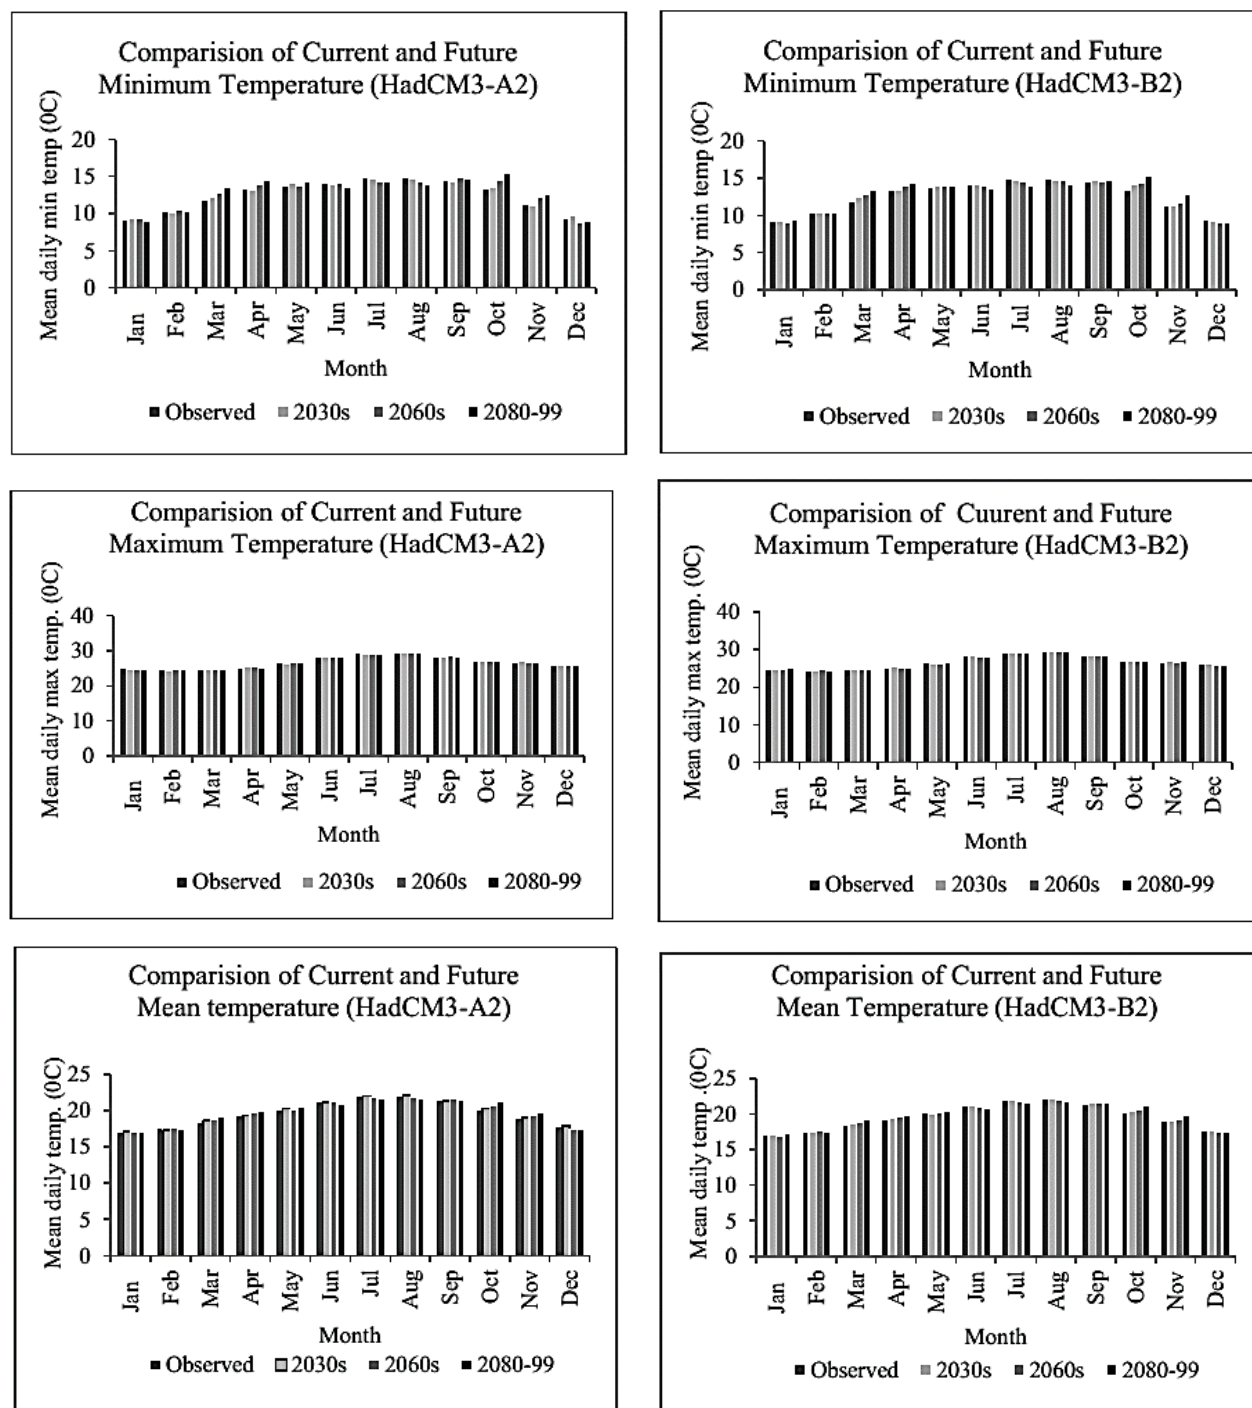 Comparision of Current and Future
Minimum Temperature (HadCM3-A2)
Mean daily min temp (0C)
20
15
10
5
0
Jan Feb Mar Apr May Jun Jul Aug Sep Oct Nov Dec
Month
Observed 2030s 2060s 2080-99
Comparision of Current and Future
Minimum Temperature (HadCM3-B2)
Mean daily min temp (0C)
20
15
10
5
0
Jan Feb Mar Apr May Jun Jul Aug Sep Oct Nov Dec
Month
Observed 2030s 2060s 2080-99
Comparision of Current and Future
Maximum Temperature (HadCM3-A2)
Mean daily max temp. (0C)
40
30
20
10
0
Jan Feb Mar Apr May Jun Jul Aug Sep Oct Nov Dec
Month
Observed 2030s 2060s 2080-99
Comparision of Cuurent and Future
Maximum Temperature (HadCM3-B2)
Mean daily max temp. (0C)
40
30
20
10
0
Jan Feb Mar Apr May Jun Jul Aug Sep Oct Nov Dec
Month
Observed 2030s 2060s 2080-99
Comparision of Current and Future
Mean temperature (HadCM3-A2)
Mean daily temp. (0C)
25
20
15
10
5
0
Jan Feb Mar Apr May Jun Jul Aug Sep Oct Nov Dec
Month
Observed 2030s 2060s 2080-99
Comparision of Current and Future
Mean Temperature (HadCM3-B2)
Mean daily temp .(0C)
25
20
15
10
5
0
Jan Feb Mar Apr May Jun Jul Aug Sep Oct Nov Dec
Month
Observed 2030s 2060s 2080-99